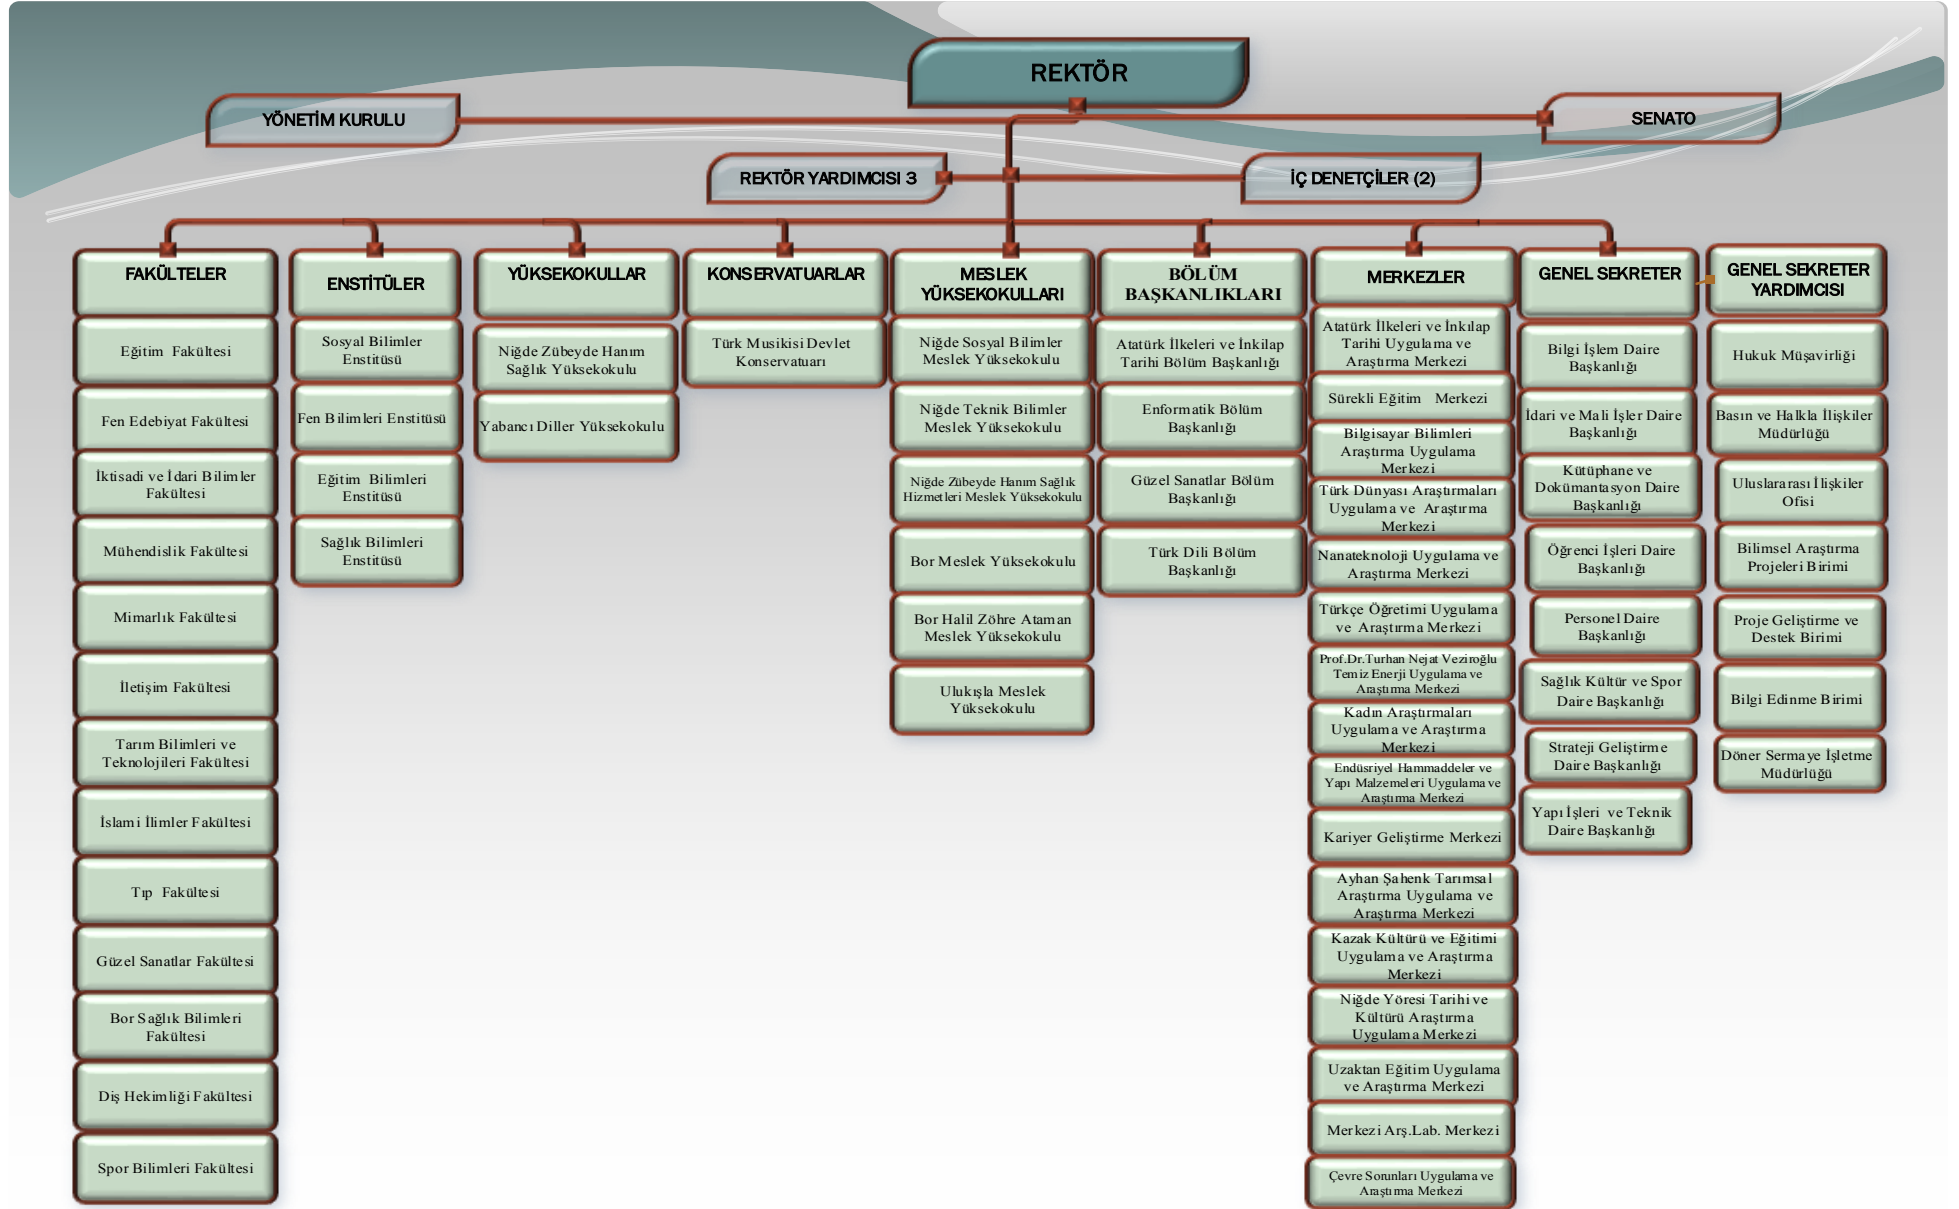 REKTÖR
YÖNETİM KURULU
SENATO
REKTÖR YARDIMCISI 3
İÇ DENETÇİLER (2)
FAKÜLTELER
Eğitim Fakültesi
Fen Edebiyat Fakültesi
İktisadi ve İdari Bilimler
Fakültesi
Mühendislik Fakültesi
Mimarlık Fakültesi
İletişim Fakültesi
Tarım Bilimleri ve
Teknolojileri Fakültesi
İslami İlimler Fakültesi
Tıp Fakültesi
Güzel Sanatlar Fakültesi
Bor Sağlık Bilimleri
Fakültesi
Diş Hekimliği Fakültesi
Spor Bilimleri Fakültesi
ENSTİTÜLER
Sosyal Bilimler
Enstitüsü
Fen Bilimleri Enstitüsü
Eğitim Bilimleri
Enstitüsü
Sağlık Bilimleri
Enstitüsü
YÜKSEKOKULLAR
Niğde Zübeyde Hanım
Sağlık Yüksekokulu
Yabancı Diller Yüksekokulu
KONSERVATUARLAR
Türk Musikisi Devlet
Konservatuarı
MESLEK
YÜKSEKOKULLARI
Niğde Sosyal Bilimler
Meslek Yüksekokulu
Niğde Teknik Bilimler
Meslek Yüksekokulu
Niğde Zübeyde Hanım Sağlık
Hizmetleri Meslek Yüksekokulu
Bor Meslek Yüksekokulu
Bor Halil Zöhre Ataman
Meslek Yüksekokulu
Ulukışla Meslek
Yüksekokulu
BÖLÜM
BAŞKANLIKLARI
Atatürk İlkeleri ve İnkilap
Tarihi Bölüm Başkanlığı
Enformatik Bölüm
Başkanlığı
Güzel Sanatlar Bölüm
Başkanlığı
Türk Dili Bölüm
Başkanlığı
MERKEZLER
Atatürk İlkeleri ve İnkılap
Tarihi Uygulama ve
Araştırma Merkezi
Sürekli Eğitim Merkezi
Bilgisayar Bilimleri
Araştırma Uygulama
Merkezi
Türk Dünyası Araştırmaları
Uygulama ve Araştırma
Merkezi
Nanateknoloji Uygulama ve
Araştırma Merkezi
Türkçe Öğretimi Uygulama
ve Araştırma Merkezi
Prof.Dr.Turhan Nejat Veziroğlu
Temiz Enerji Uygulama ve
Araştırma Merkezi
Kadın Araştırmaları
Uygulama ve Araştırma
Merkezi
Endüsriyel Hammaddeler ve
Yapı Malzemeleri Uygulama ve
Araştırma Merkezi
Kariyer Geliştirme Merkezi
Ayhan Şahenk Tarımsal
Araştırma Uygulama ve
Araştırma Merkezi
Kazak Kültürü ve Eğitimi
Uygulama ve Araştırma
Merkezi
Niğde Yöresi Tarihi ve
Kültürü Araştırma
Uygulama Merkezi
Uzaktan Eğitim Uygulama
ve Araştırma Merkezi
Merkezi Arş.Lab. Merkezi
Çevre Sorunları Uygulama ve
Araştırma Merkezi
GENEL SEKRETER
Bilgi İşlem Daire
Başkanlığı
İdari ve Mali İşler Daire
Başkanlığı
Kütüphane ve
Dokümantasyon Daire
Başkanlığı
Öğrenci İşleri Daire
Başkanlığı
Personel Daire
Başkanlığı
Sağlık Kültür ve Spor
Daire Başkanlığı
Strateji Geliştirme
Daire Başkanlığı
Yapı İşleri ve Teknik
Daire Başkanlığı
GENEL SEKRETER
YARDIMCISI
Hukuk Müşavirliği
Basın ve Halkla İlişkiler
Müdürlüğü
Uluslararası İlişkiler
Ofisi
Bilimsel Araştırma
Projeleri Birimi
Proje Geliştirme ve
Destek Birimi
Bilgi Edinme Birimi
Döner Sermaye İşletme
Müdürlüğü